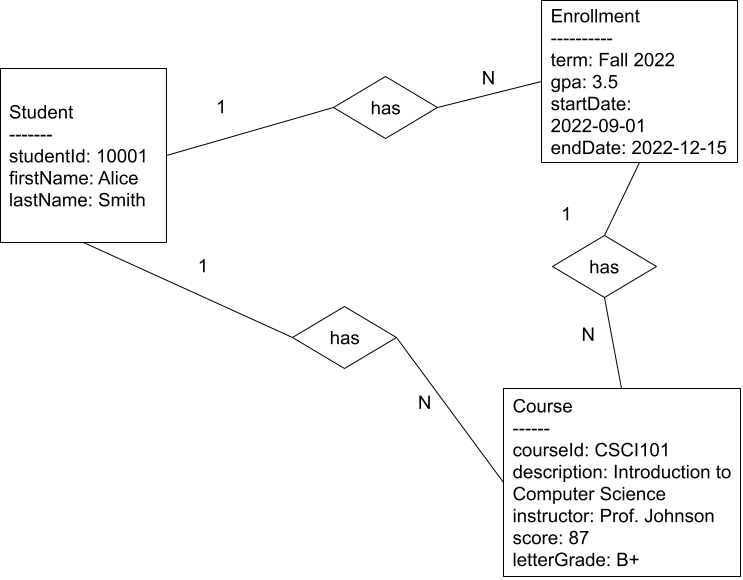 Enrollment
----------
term: Fall 2022
gpa: 3.5
startDate:
2022-09-01
endDate: 2022-12-15
Student
-------
studentId: 10001
firstName: Alice
lastName: Smith
1
has
N
1
has
N
1
has
N
Course
------
courseId: CSCI101
description: Introduction to
Computer Science
instructor: Prof. Johnson
score: 87
letterGrade: B+